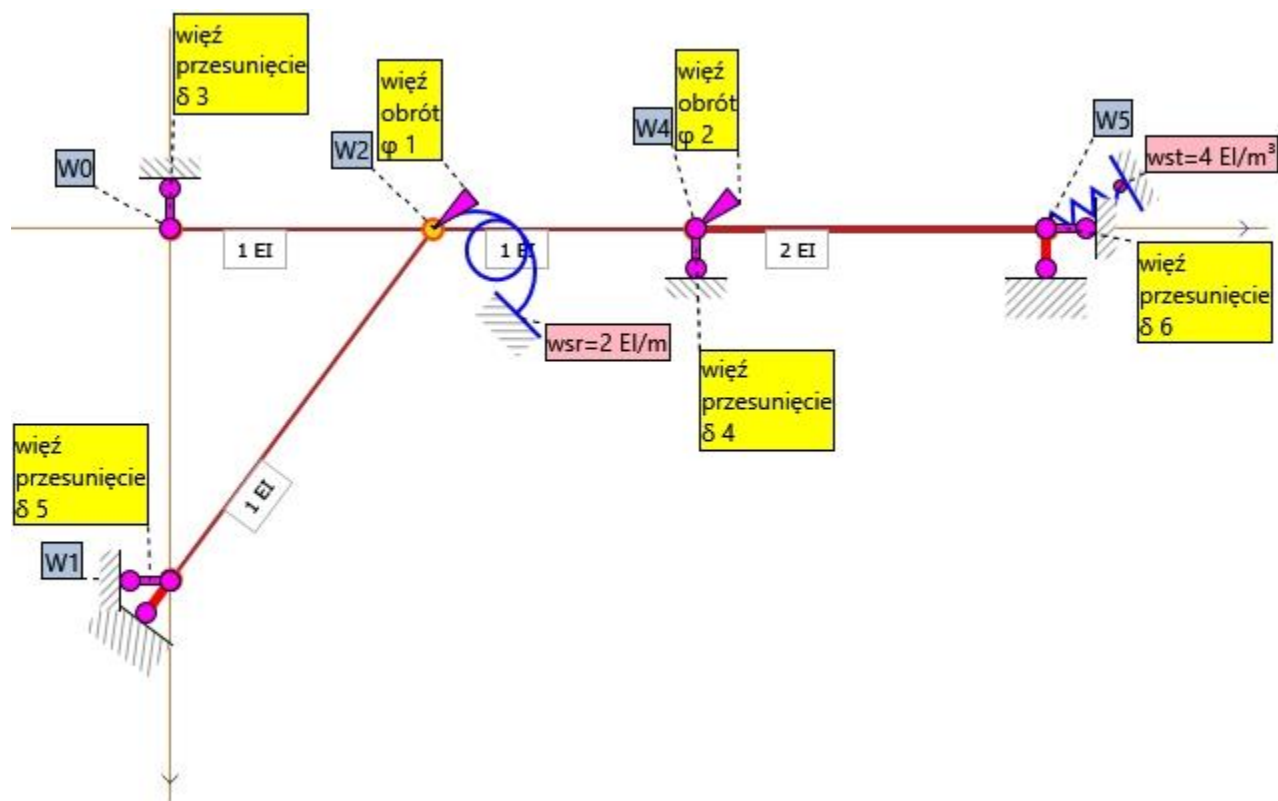 więź
przesunięcie
δ 3
W0
więź
obrót
φ 1
W2
więź
obrót
φ 2
W4
W5
wst=4 EI/m³
1 EI
1 EI
2 EI
więź
przesunięcie
δ 6
wsr=2 EI/m
więź
przesunięcie
δ 4
więź
przesunięcie
δ 5
1 EI
W1